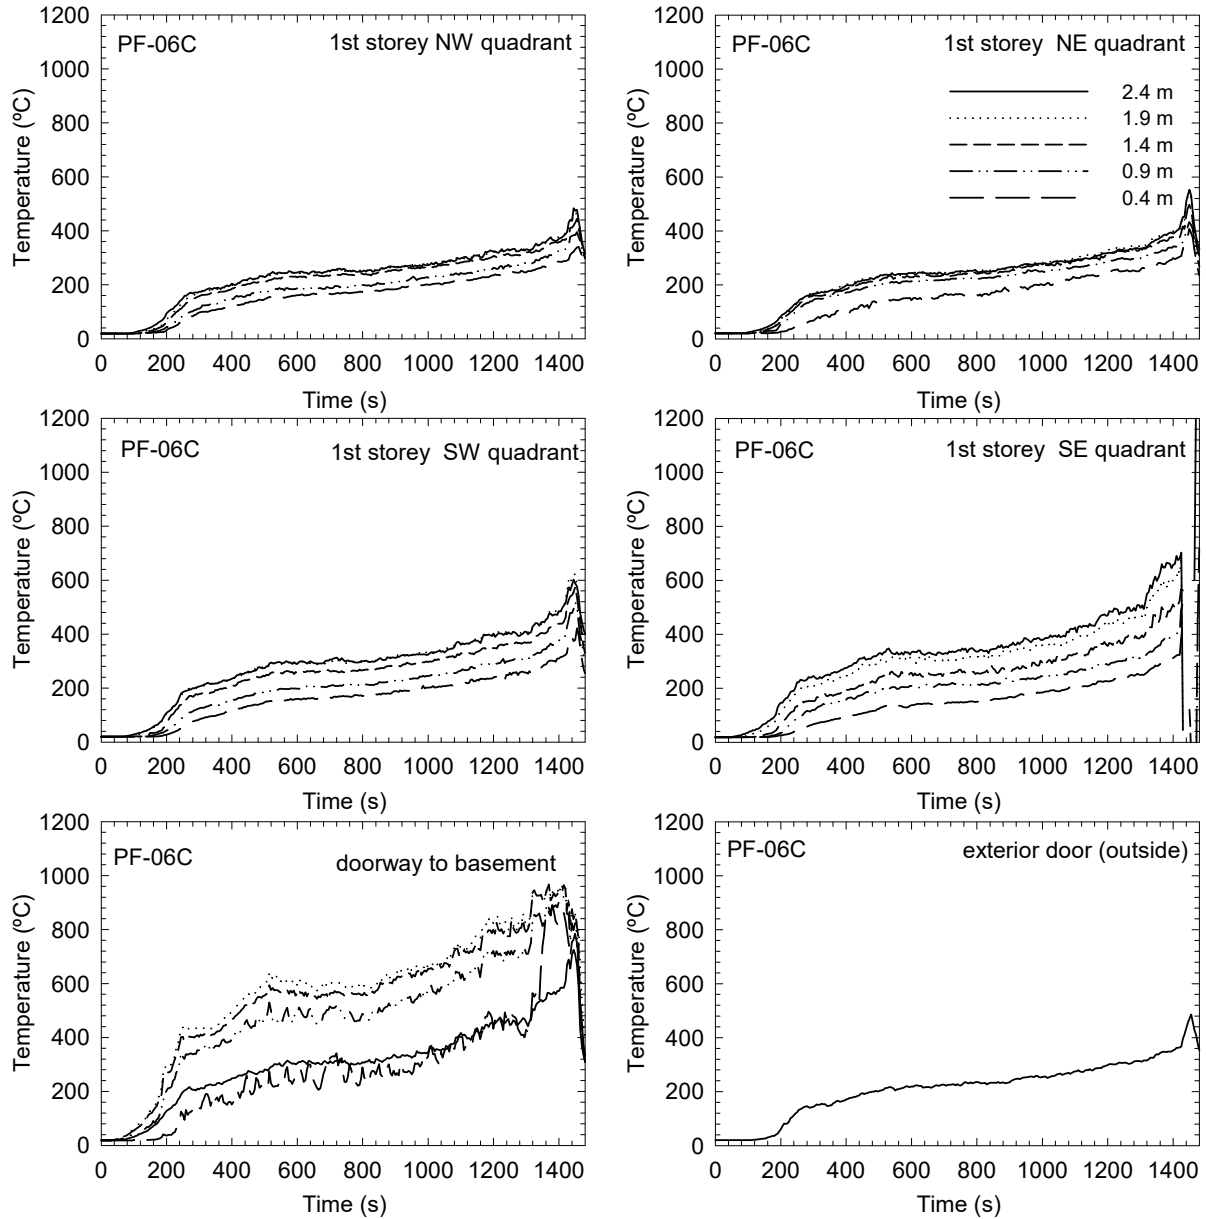 PF-06C 1st storey NW quadrant
Temperature (ºC)
1200
1000
800
600
400
200
0
0 200 400 600 800 1000 1200 1400
Time (s)
PF-06C 1st storey NE quadrant
2.4 m
1.9 m
1.4 m
0.9 m
0.4 m
Temperature (ºC)
1200
1000
800
600
400
200
0
0 200 400 600 800 1000 1200 1400
Time (s)
PF-06C 1st storey SW quadrant
Temperature (ºC)
1200
1000
800
600
400
200
0
0 200 400 600 800 1000 1200 1400
Time (s)
PF-06C 1st storey SE quadrant
Temperature (ºC)
1200
1000
800
600
400
200
0
0 200 400 600 800 1000 1200 1400
Time (s)
PF-06C doorway to basement
Temperature (ºC)
1200
1000
800
600
400
200
0
0 200 400 600 800 1000 1200 1400
Time (s)
PF-06C exterior door (outside)
Temperature (ºC)
1200
1000
800
600
400
200
0
0 200 400 600 800 1000 1200 1400
Time (s)